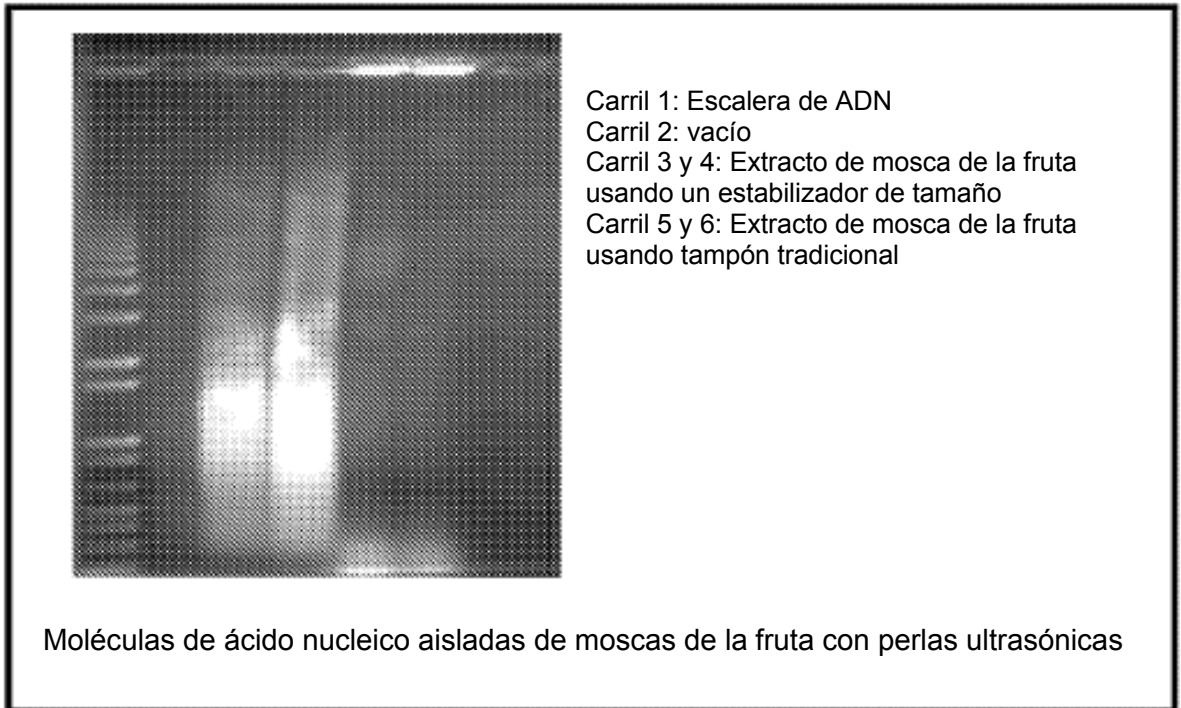 Carril 1: Escalera de ADN
Carril 2: vacío
Carril 3 y 4: Extracto de mosca de la fruta
usando un estabilizador de tamaño
Carril 5 y 6: Extracto de mosca de la fruta
usando tampón tradicional
Moléculas de ácido nucleico aisladas de moscas de la fruta con perlas ultrasónicas